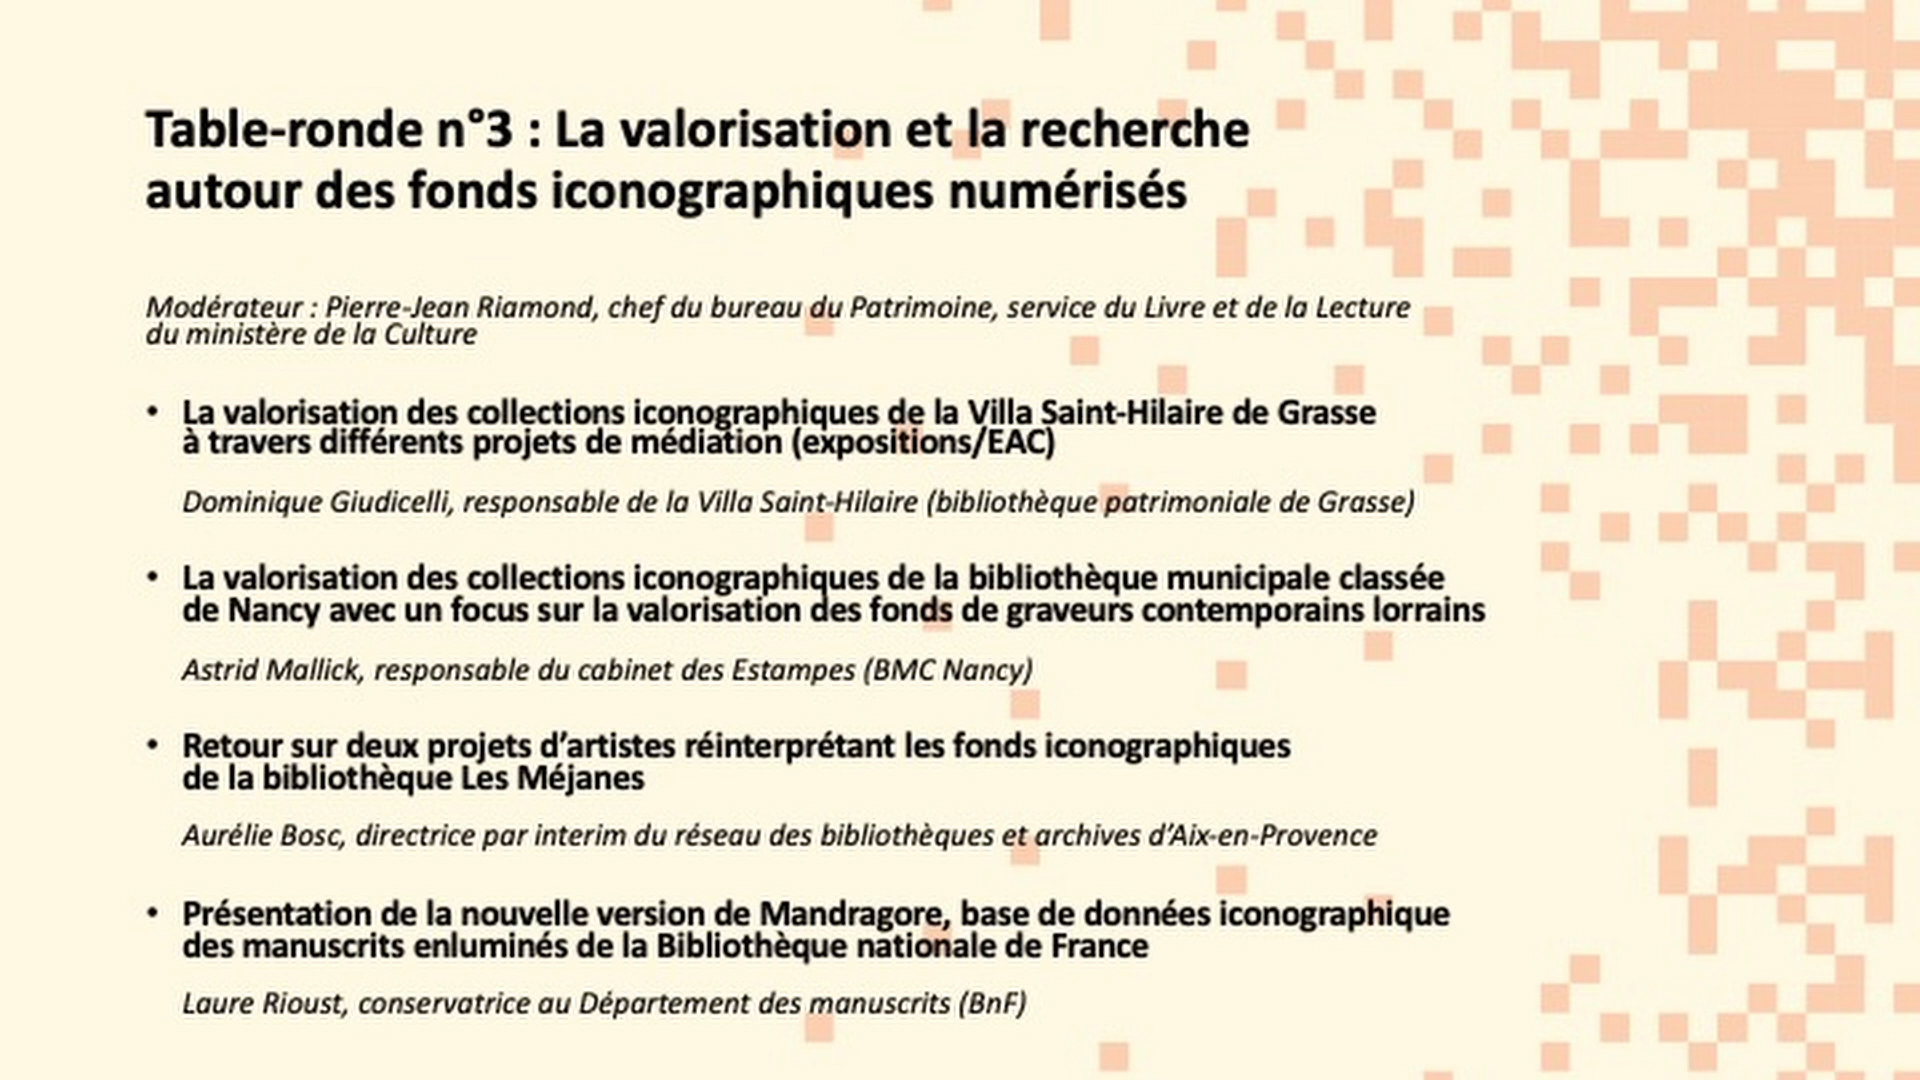 Table-ronde n°3 : La valorisation et la recherche
autour des fonds iconographiques numérisés
Modérateur : Pierre-Jean Riamond, chef du bureau du Patrimoine, service du Livre et de la Lecture
du ministère de la Culture
• La valorisation des collections iconographiques de la Villa Saint-Hilaire de Grasse
à travers différents projets de médiation (expositions/EAC)
Dominique Giudicelli, responsable de la Villa Saint-Hilaire (bibliothèque patrimoniale de Grasse)
• La valorisation des collections iconographiques de la bibliothèque municipale classée
de Nancy avec un focus sur la valorisation des fonds de graveurs contemporains lorrains
Astrid Mallick, responsable du cabinet des Estampes (BMC Nancy)
• Retour sur deux projets d’artistes réinterprétant les fonds iconographiques
de la bibliothèque Les Méjanes
Aurélie Bosc, directrice par interim du réseau des bibliothèques et archives d’Aix-en-Provence
• Présentation de la nouvelle version de Mandragore, base de données iconographique
des manuscrits enluminés de la Bibliothèque nationale de France
Laure Rioust, conservatrice au Département des manuscrits (BnF)